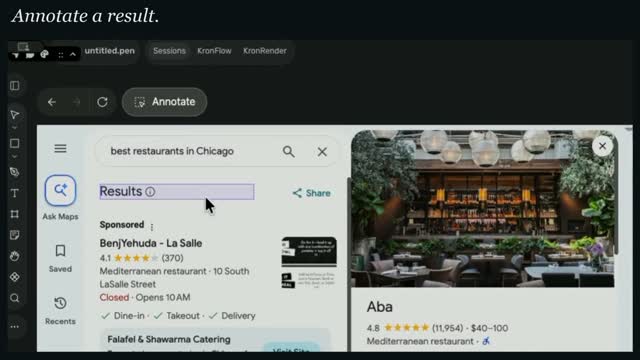 Annotate a result.
untitled.pen
Sessions
KronFlow
KronRender
Annotate
best restaurants in Chicago
Results
Share
Ask Maps
Saved
Recents
Sponsored
BenjYehuda - La Salle
4.1 (370)
Mediterranean restaurant · 10 South
LaSalle Street
Closed · Opens 10 AM
Dine-in · Takeout · Delivery
Falafel & Shawarma Catering
Visit Site
Aba
4.8 (11,954) · $40–100
Mediterranean restaurant ·